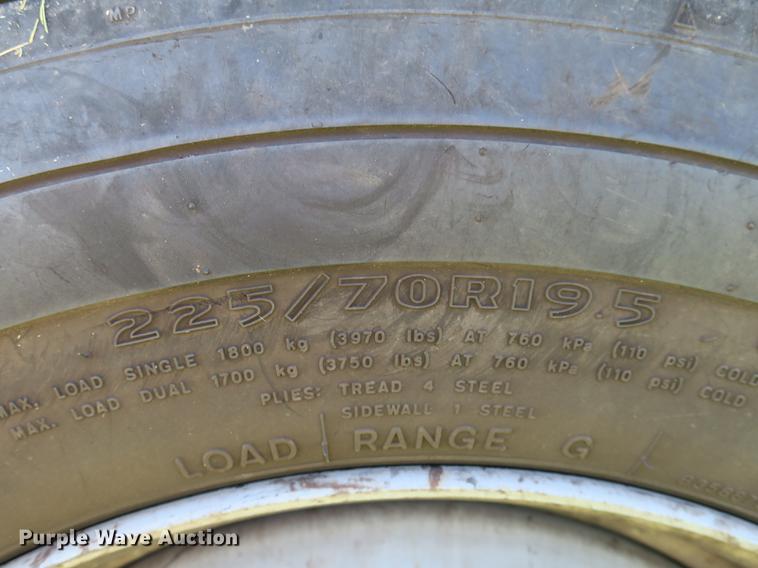 MP
225/70R19.5
MAX. LOAD SINGLE 1800 kg (3970 lbs) AT 760 kPa (110 psi) COLD
MAX. LOAD DUAL 1700 kg (3750 lbs) AT 760 kPa (110 psi) COLD
PLIES: TREAD 4 STEEL
SIDEWALL 1 STEEL
LOAD RANGE G
Purple Wave Auction